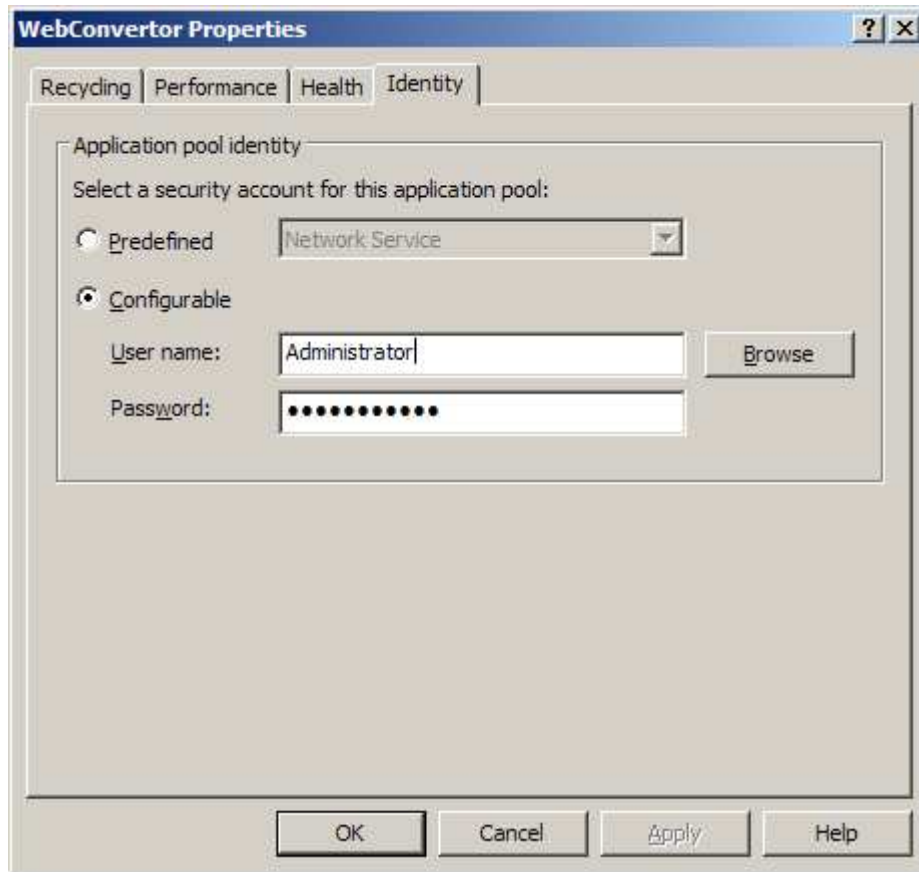 WebConvertor Properties
Recycling Performance Health Identity
Application pool identity
Select a security account for this application pool:
Predefined Network Service
Configurable
User name: Administrator Browse
Password: ●●●●●●●●●●●
OK Cancel Apply Help